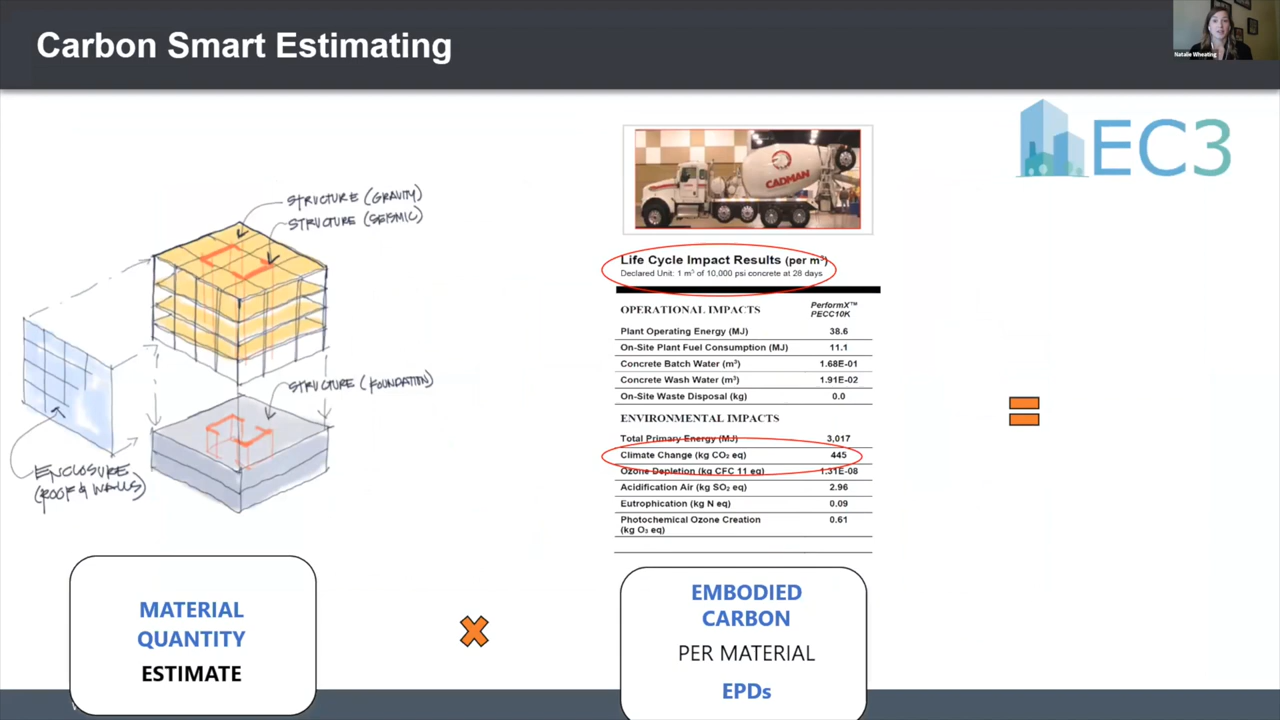 Carbon Smart Estimating
Natalie Wheating
EC3
STRUCTURE (GRAVITY)
STRUCTURE (SEISMIC)
STRUCTURE (FOUNDATION)
ENCLOSURE
(ROOF & WALLS)
CADMAN
Life Cycle Impact Results (per m³)
Declared Unit: 1 m³ of 10,000 psi concrete at 28 days
OPERATIONAL IMPACTS PerformX™
PECC10K
Plant Operating Energy (MJ) 38.6
On-Site Plant Fuel Consumption (MJ) 11.1
Concrete Batch Water (m³) 1.68E-01
Concrete Wash Water (m³) 1.91E-02
On-Site Waste Disposal (kg) 0.0
ENVIRONMENTAL IMPACTS
Total Primary Energy (MJ) 3,017
Climate Change (kg CO₂ eq) 445
Ozone Depletion (kg CFC 11 eq) 1.31E-08
Acidification Air (kg SO₂ eq) 2.96
Eutrophication (kg N eq) 0.09
Photochemical Ozone Creation 0.61
(kg O₃ eq)
MATERIAL
QUANTITY
ESTIMATE
EMBODIED
CARBON
PER MATERIAL
EPDs